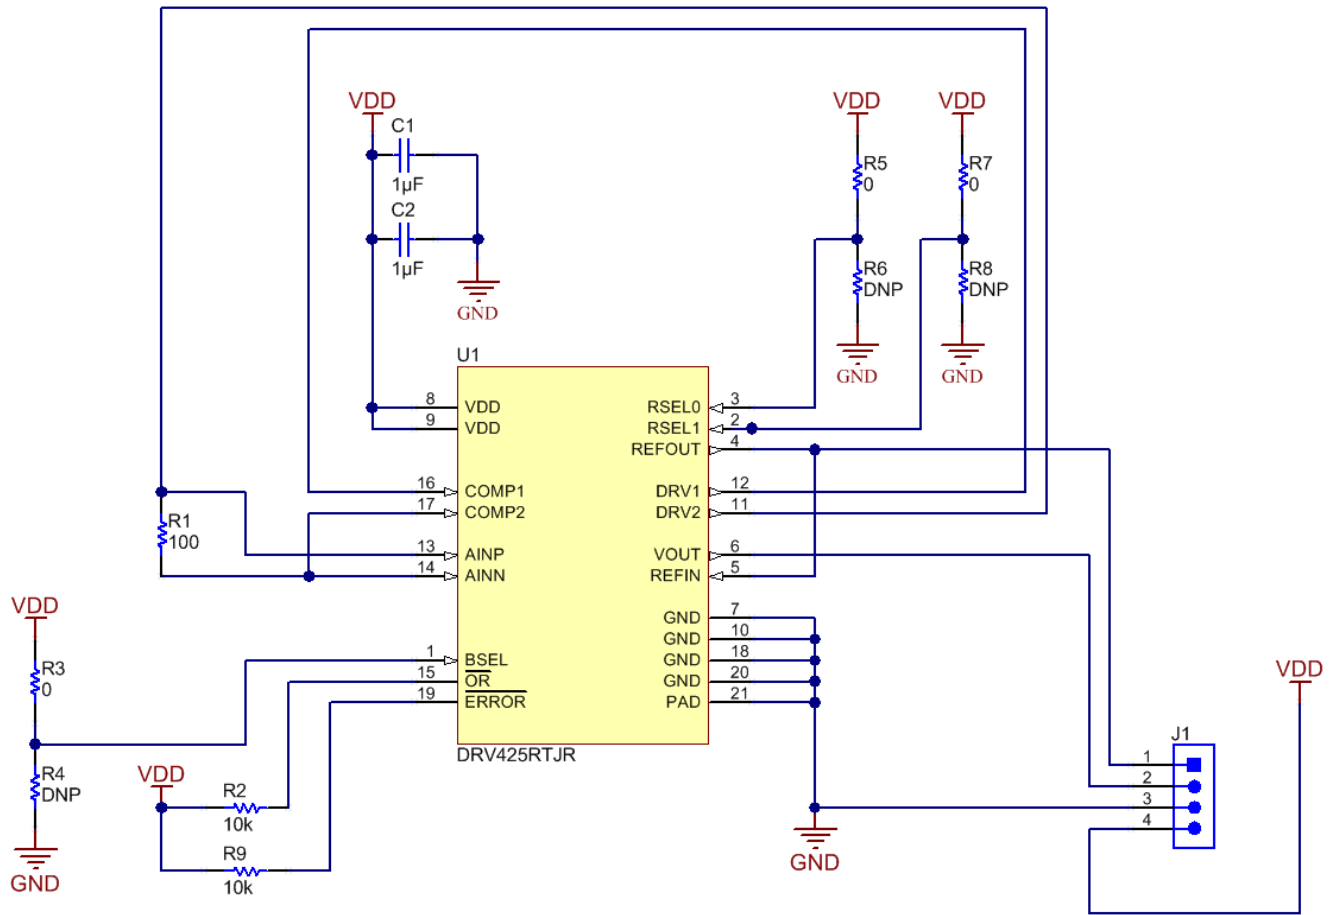 VDD
C1
1µF
C2
1µF
GND
VDD
R5
0
R6
DNP
GND
VDD
R7
0
R8
DNP
GND
U1
8 VDD
9 VDD
16 COMP1
17 COMP2
13 AINP
14 AINN
1 BSEL
15 OR
19 ERROR
RSEL0 3
RSEL1 2
REFOUT 4
DRV1 12
DRV2 11
VOUT 6
REFIN 5
GND 7
GND 10
GND 18
GND 20
PAD 21
DRV425RTJR
R1
100
VDD
R3
0
R4
DNP
GND
VDD
R2
10k
R9
10k
GND
VDD
J1
1
2
3
4